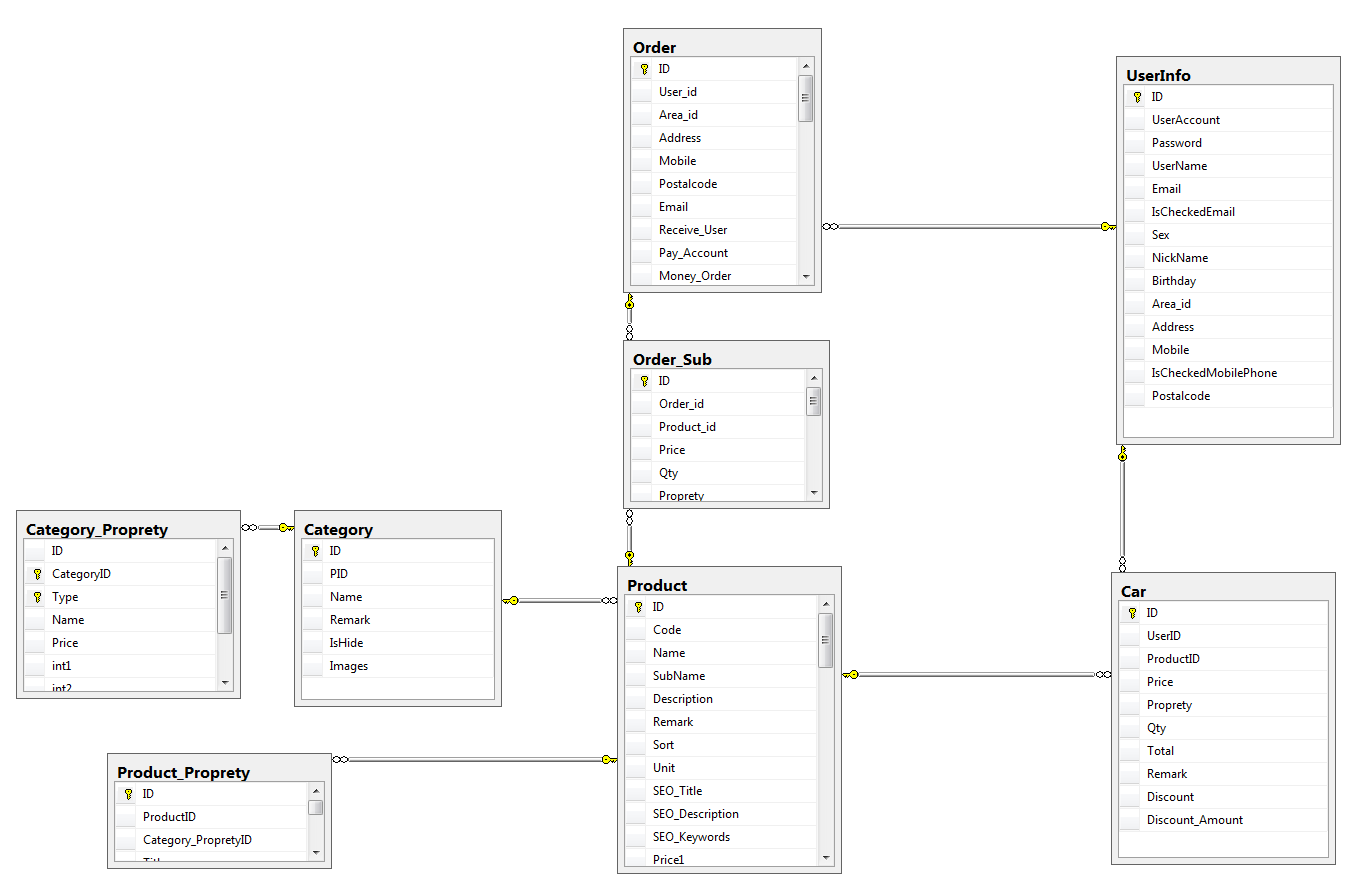 Order
ID
User_id
Area_id
Address
Mobile
Postalcode
Email
Receive_User
Pay_Account
Money_Order
UserInfo
ID
UserAccount
Password
UserName
Email
IsCheckedEmail
Sex
NickName
Birthday
Area_id
Address
Mobile
IsCheckedMobilePhone
Postalcode
Order_Sub
ID
Order_id
Product_id
Price
Qty
Proprety
Category_Proprety
ID
CategoryID
Type
Name
Price
int1
int2
Category
ID
PID
Name
Remark
IsHide
Images
Product
ID
Code
Name
SubName
Description
Remark
Sort
Unit
SEO_Title
SEO_Description
SEO_Keywords
Price1
Car
ID
UserID
ProductID
Price
Proprety
Qty
Total
Remark
Discount
Discount_Amount
Product_Proprety
ID
ProductID
Category_PropretyID